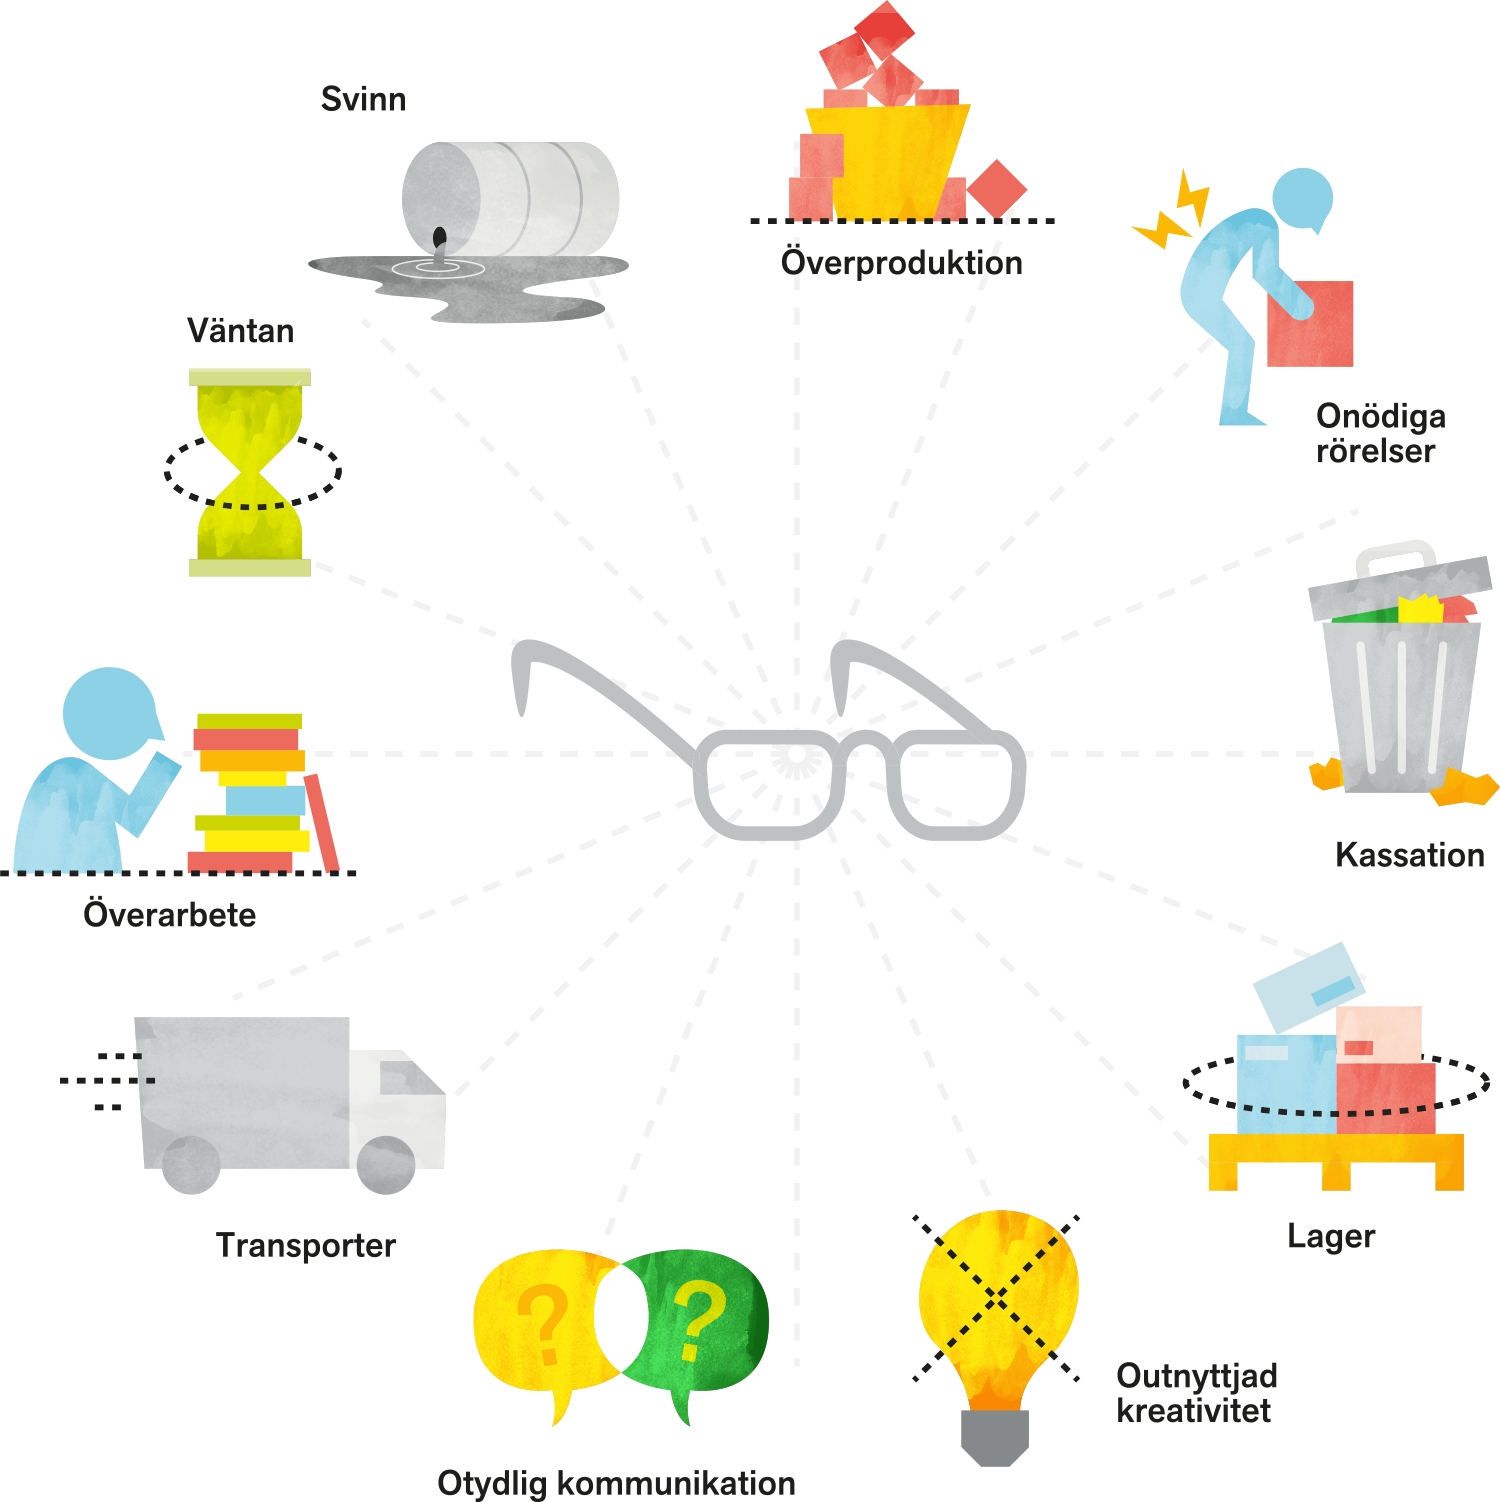 Svinn
Överproduktion
Väntan
Onödiga
rörelser
Kassation
Överarbete
Transporter
Lager
? ?
Outnyttjad
kreativitet
Otydlig kommunikation